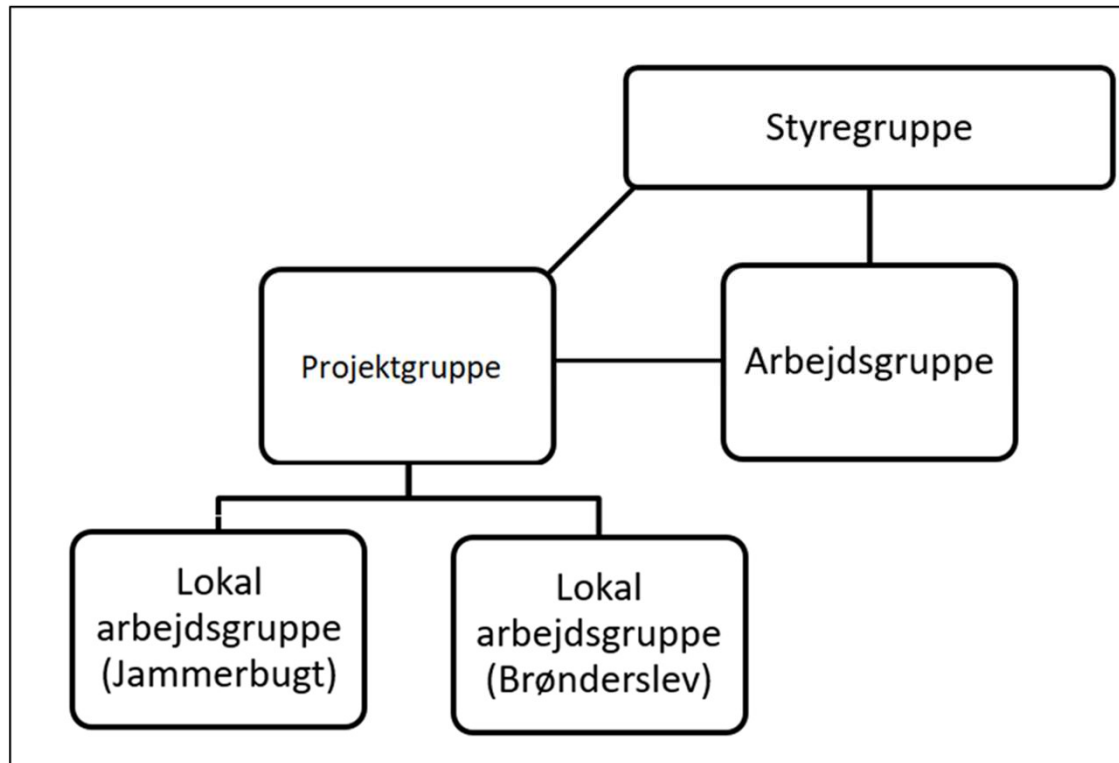 Styregruppe
Projektgruppe
Arbejdsgruppe
Lokal
arbejdsgruppe
(Jammerbugt)
Lokal
arbejdsgruppe
(Brønderslev)